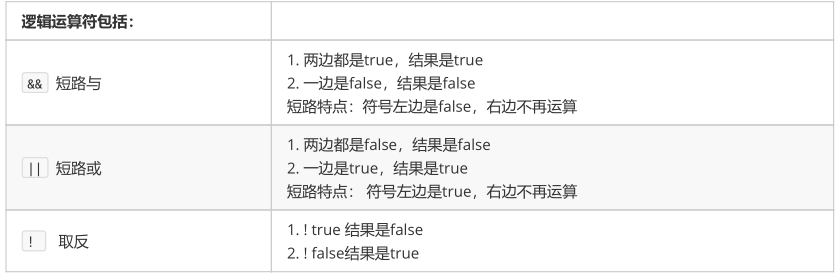 逻辑运算符包括：
&& 短路与
1. 两边都是true，结果是true
2. 一边是false，结果是false
短路特点：符号左边是false，右边不再运算
|| 短路或
1. 两边都是false，结果是false
2. 一边是true，结果是true
短路特点： 符号左边是true，右边不再运算
! 取反
1. ! true 结果是false
2. ! false结果是true